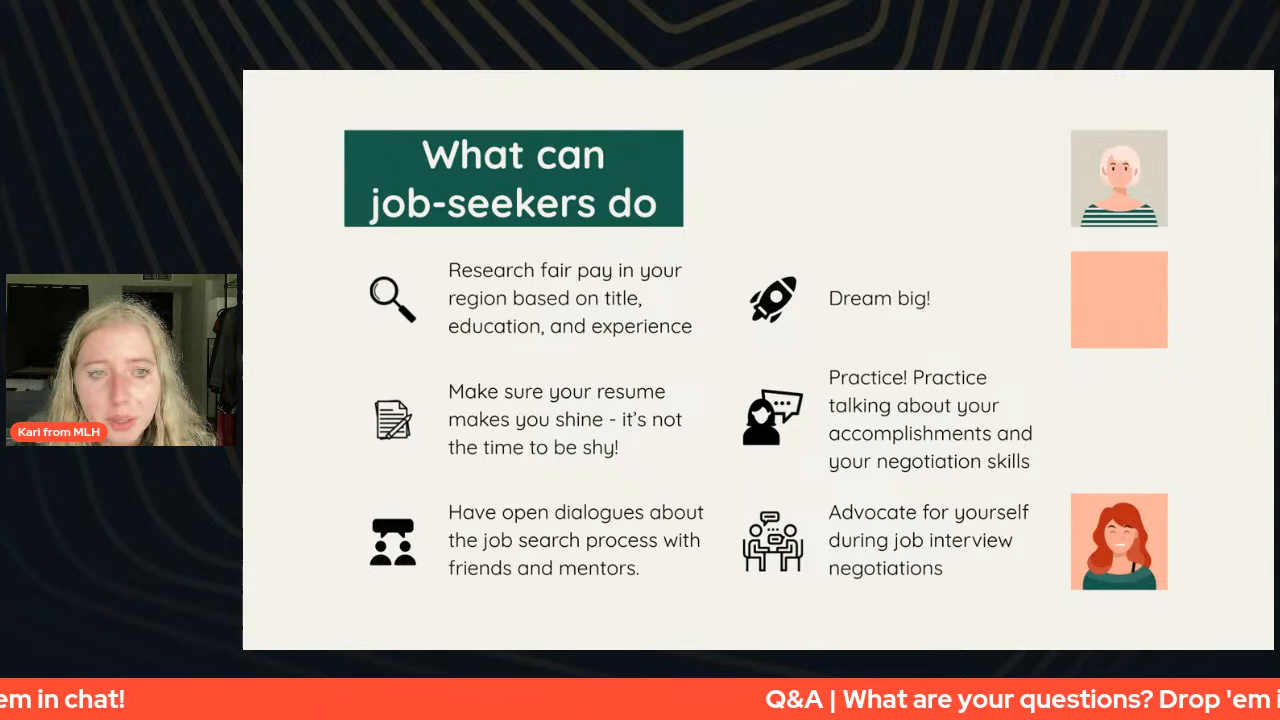 What can
job-seekers do
Research fair pay in your
region based on title,
education, and experience
Dream big!
Make sure your resume
makes you shine - it's not
the time to be shy!
Practice! Practice
talking about your
accomplishments and
your negotiation skills
Have open dialogues about
the job search process with
friends and mentors.
Advocate for yourself
during job interview
negotiations
Kari from MLH
em in chat!
Q&A | What are your questions? Drop 'em i